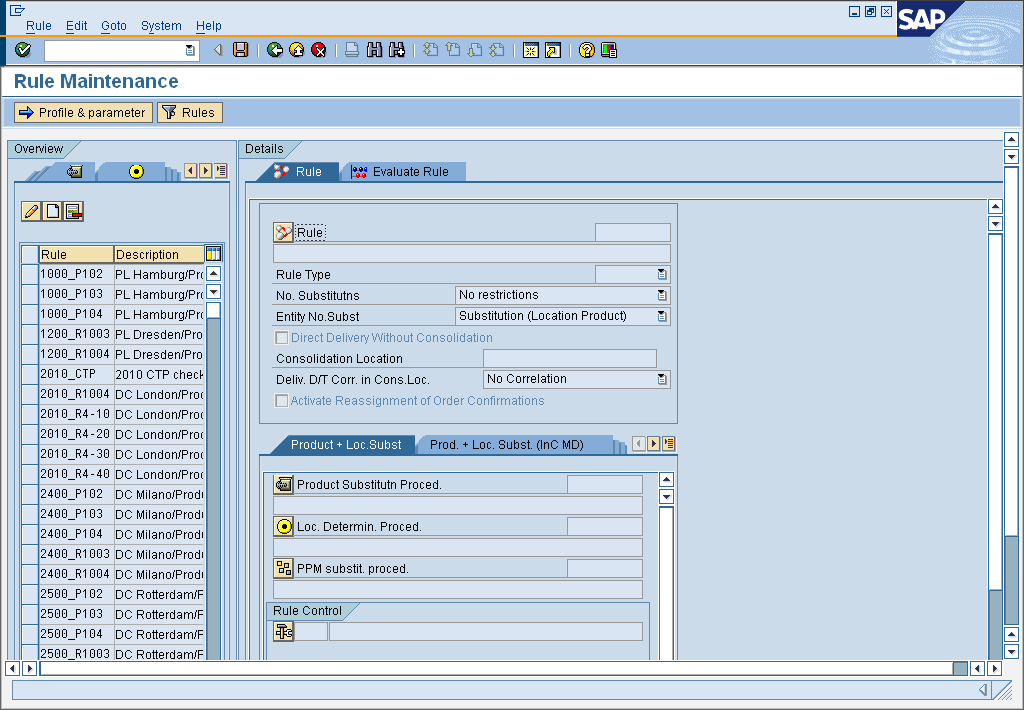 Rule Edit Goto System Help
SAP
Rule Maintenance
Profile & parameter Rules
Overview
Rule Description
1000_P102 PL Hamburg/Pro
1000_P103 PL Hamburg/Pro
1000_P104 PL Hamburg/Pro
1200_R1003 PL Dresden/Pro
1200_R1004 PL Dresden/Pro
2010_CTP 2010 CTP check
2010_R1004 DC London/Prod
2010_R4-10 DC London/Prod
2010_R4-20 DC London/Prod
2010_R4-30 DC London/Prod
2010_R4-40 DC London/Prod
2400_P102 DC Milano/Produ
2400_P103 DC Milano/Produ
2400_P104 DC Milano/Produ
2400_R1003 DC Milano/Produ
2400_R1004 DC Milano/Produ
2500_P102 DC Rotterdam/P
2500_P103 DC Rotterdam/P
2500_P104 DC Rotterdam/P
2500_R1003 DC Rotterdam/P
Details
Rule Evaluate Rule
Rule
Rule Type
No. Substitutns No restrictions
Entity No.Subst Substitution (Location Product)
Direct Delivery Without Consolidation
Consolidation Location
Deliv. D/T Corr. in Cons.Loc. No Correlation
Activate Reassignment of Order Confirmations
Product + Loc.Subst Prod. + Loc. Subst. (InC MD)
Product Substitutn Proced.
Loc. Determin. Proced.
PPM substit. proced.
Rule Control